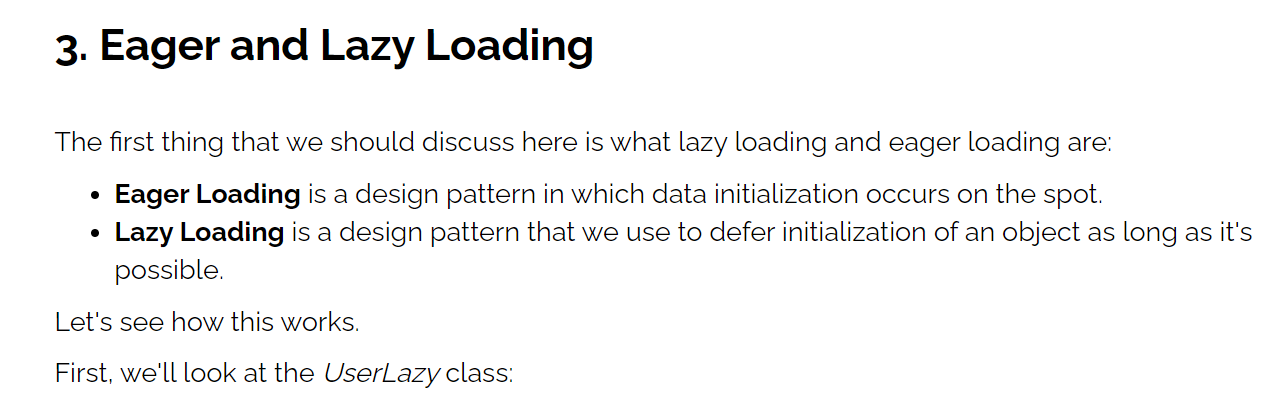 3. Eager and Lazy Loading
The first thing that we should discuss here is what lazy loading and eager loading are:
• Eager Loading is a design pattern in which data initialization occurs on the spot.
• Lazy Loading is a design pattern that we use to defer initialization of an object as long as it's
possible.
Let's see how this works.
First, we'll look at the UserLazy class: